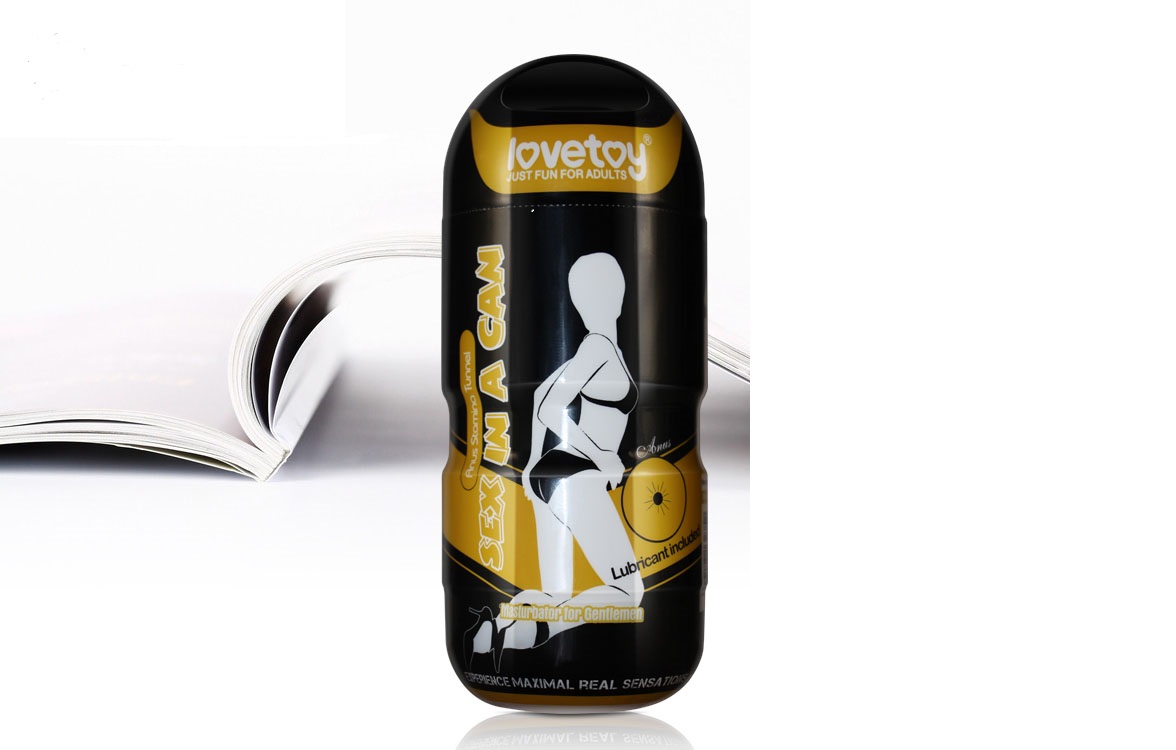 lovetoy®
JUST FUN FOR ADULTS
SEX IN A CAN
Anus Stamina Tunnel
Anus
Lubricant included
Masturbator for Gentlemen
EXPERIENCE MAXIMAL REAL SENSATIONS